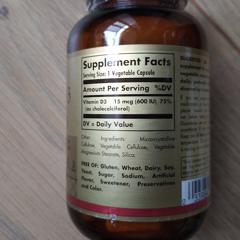 Supplement Facts
Serving Size: 1 Vegetable Capsule
Amount Per Serving %DV
Vitamin D3 15 mcg (600 IU) 75%
(as cholecalciferol)
DV = Daily Value
Other Ingredients: Microcrystalline
Cellulose, Vegetable Cellulose, Vegetable
Magnesium Stearate, Silica.
FREE OF: Gluten, Wheat, Dairy, Soy,
Yeast, Sugar, Sodium, Artificial
Flavor, Sweetener, Preservatives
and Color.